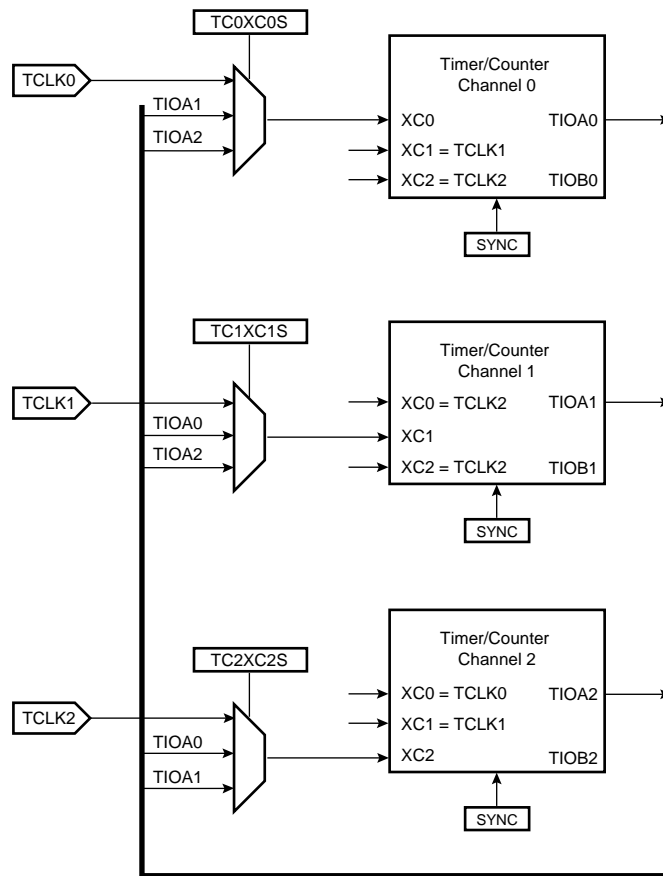 TC0XC0S
TCLK0
TIOA1
TIOA2
Timer/Counter
Channel 0
XC0
TIOA0
XC1 = TCLK1
XC2 = TCLK2
TIOB0
SYNC
TC1XC1S
TCLK1
TIOA0
TIOA2
Timer/Counter
Channel 1
XC0 = TCLK2
TIOA1
XC1
XC2 = TCLK2
TIOB1
SYNC
TC2XC2S
TCLK2
TIOA0
TIOA1
Timer/Counter
Channel 2
XC0 = TCLK0
TIOA2
XC1 = TCLK1
XC2
TIOB2
SYNC